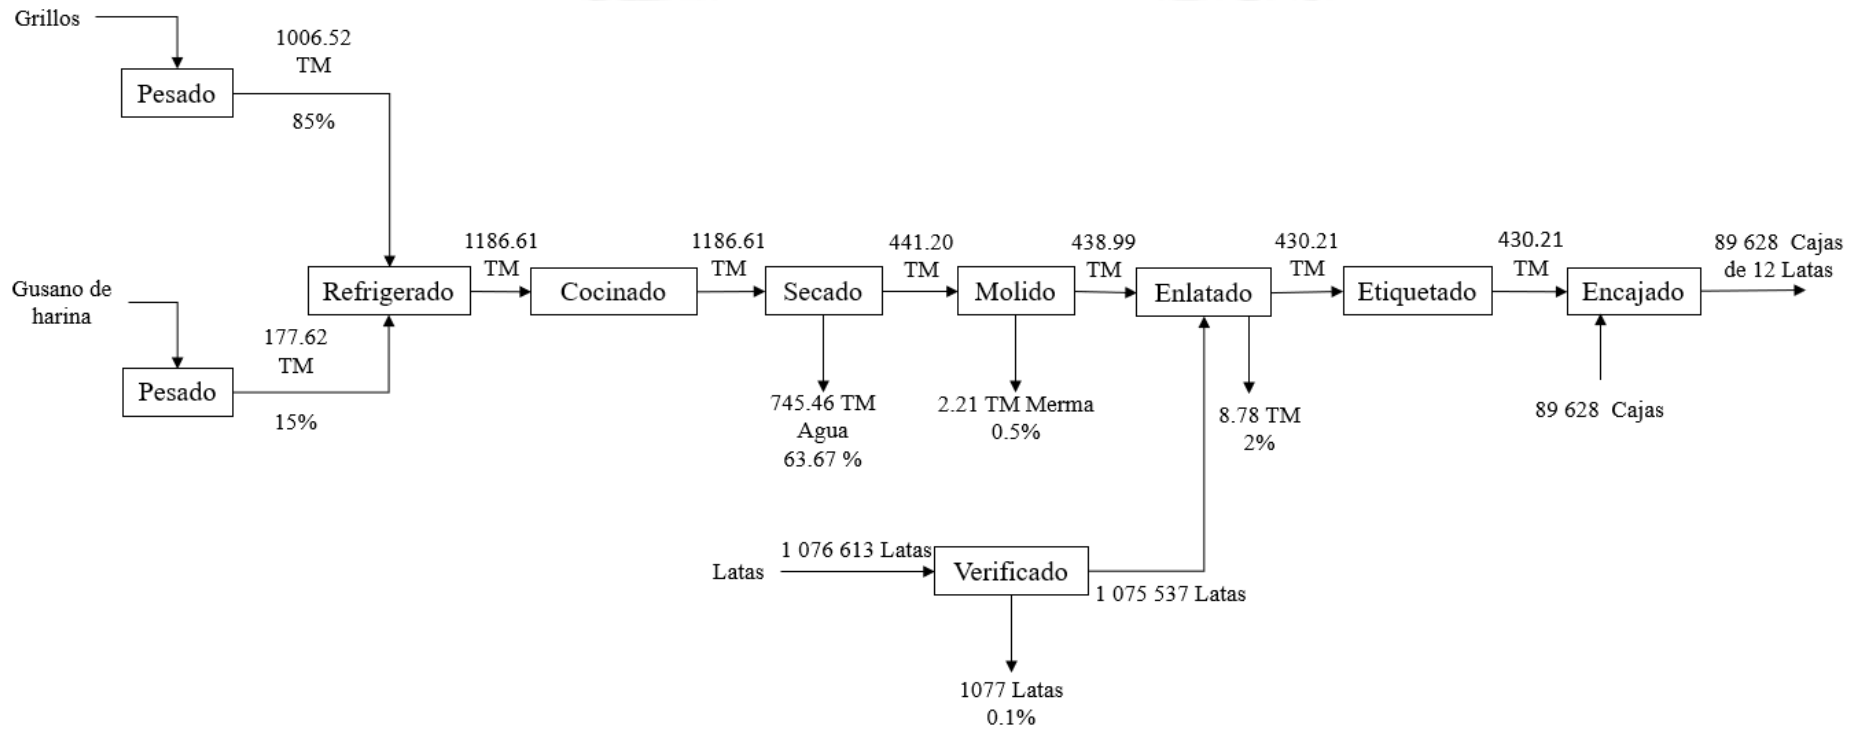 Grillos
1006.52
TM
Pesado
85%
1186.61
TM
1186.61
TM
441.20
TM
438.99
TM
430.21
TM
430.21
TM
89 628 Cajas
de 12 Latas
Gusano de
harina
Refrigerado
Cocinado
Secado
Molido
Enlatado
Etiquetado
Encajado
177.62
TM
Pesado
15%
745.46 TM
Agua
63.67 %
2.21 TM Merma
0.5%
8.78 TM
2%
89 628 Cajas
1 076 613 Latas
Latas
Verificado
1 075 537 Latas
1077 Latas
0.1%